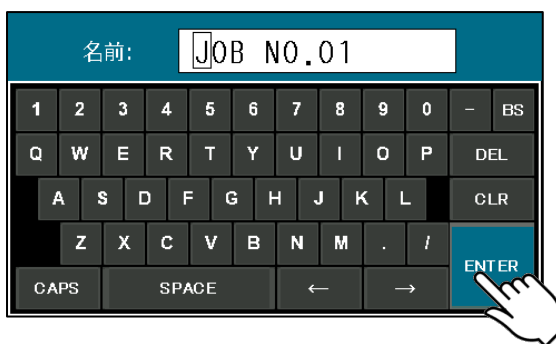 名前: JOB NO.01
1 2 3 4 5 6 7 8 9 0 - BS
Q W E R T Y U I O P DEL
A S D F G H J K L CLR
Z X C V B N M . / ENTER
CAPS SPACE ← →